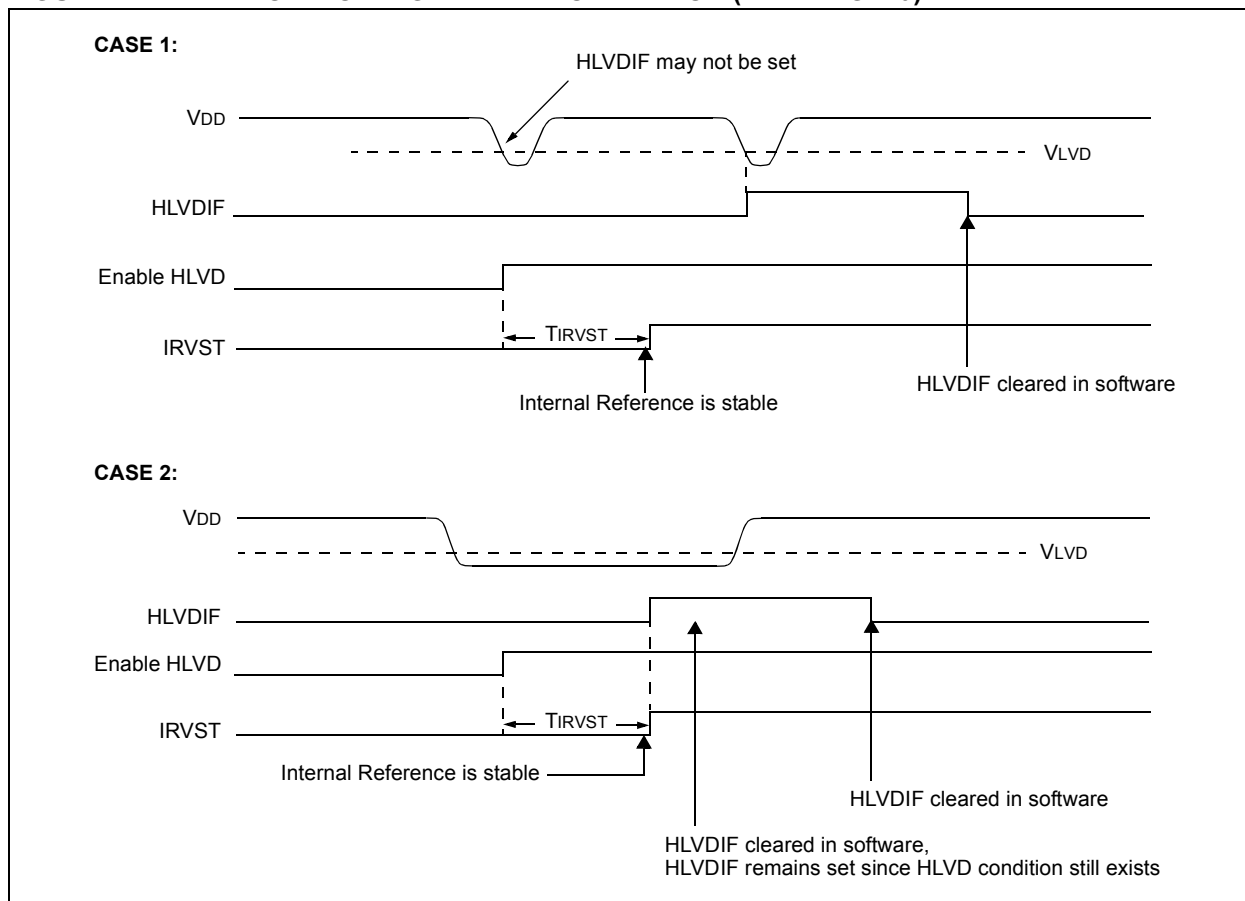 CASE 1:
HLVDIF may not be set
VDD
VLVD
HLVDIF
Enable HLVD
TIRVST
IRVST
HLVDIF cleared in software
Internal Reference is stable
CASE 2:
VDD
VLVD
HLVDIF
Enable HLVD
TIRVST
IRVST
Internal Reference is stable
HLVDIF cleared in software
HLVDIF cleared in software,
HLVDIF remains set since HLVD condition still exists